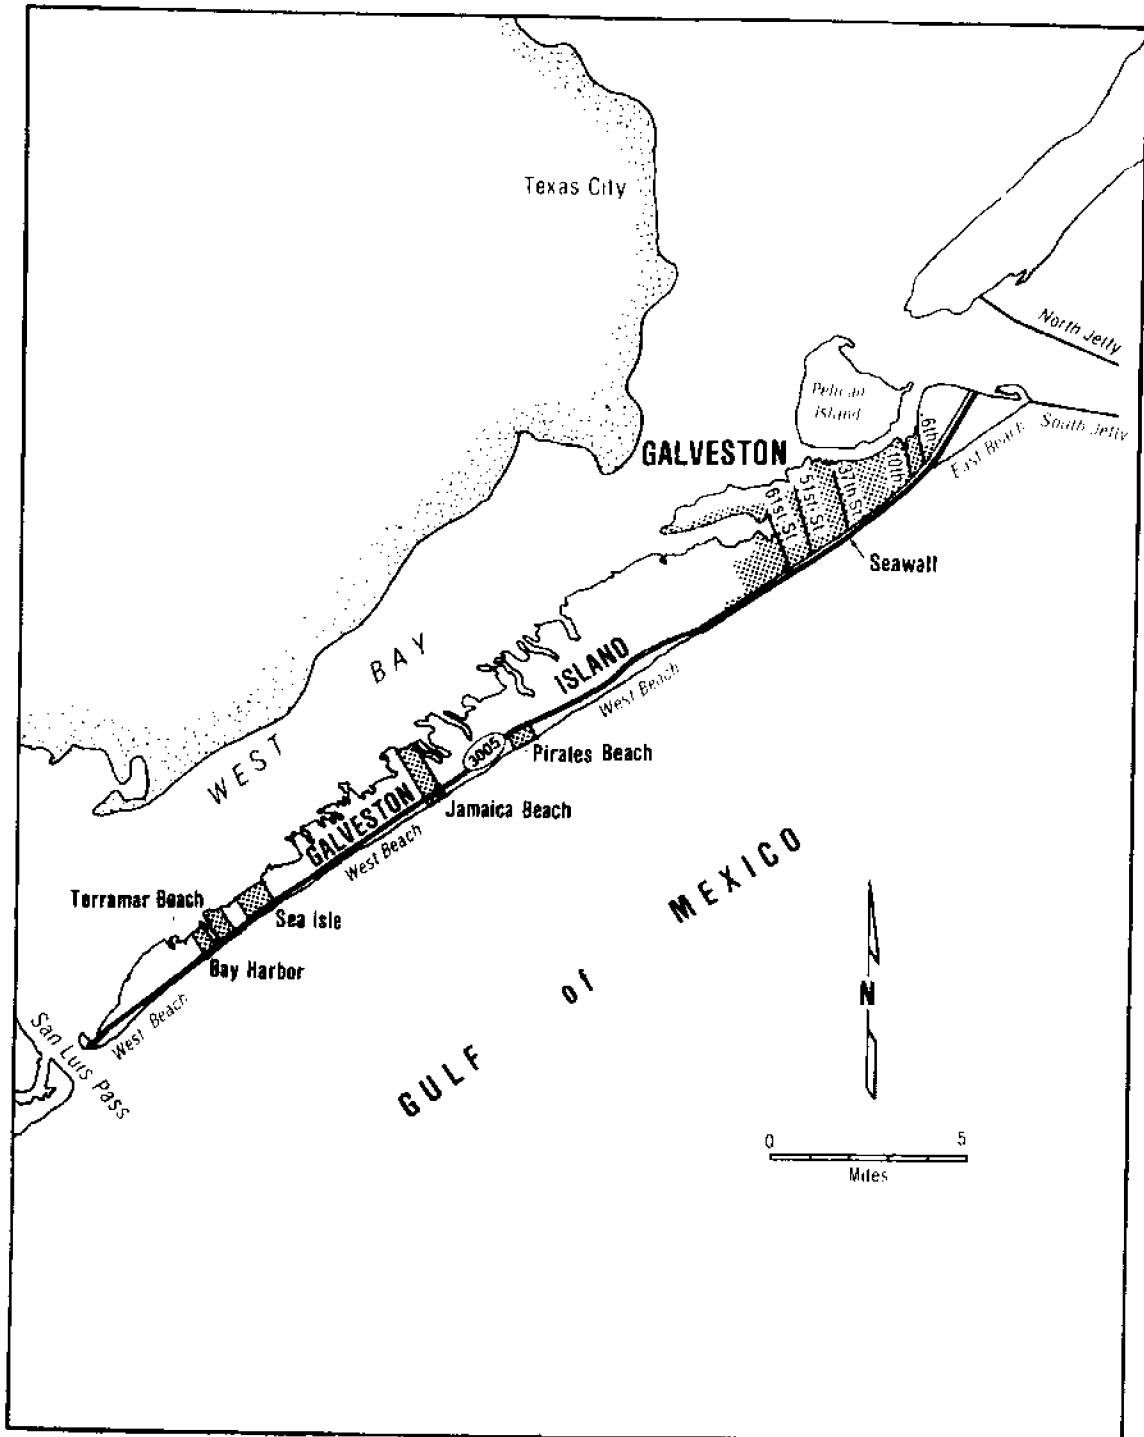 Texas City
North Jetty
Pelican
Island
6th
South Jetty
East Beach
GALVESTON
10th
37th St
51st St
61st St
Seawall
BAY
ISLAND
West Beach
WEST
3005
Pirates Beach
GALVESTON
Jamaica Beach
West Beach
MEXICO
Terramar Beach
Sea Isle
Bay Harbor
of
N
West Beach
San Luis Pass
GULF
0 5
Miles